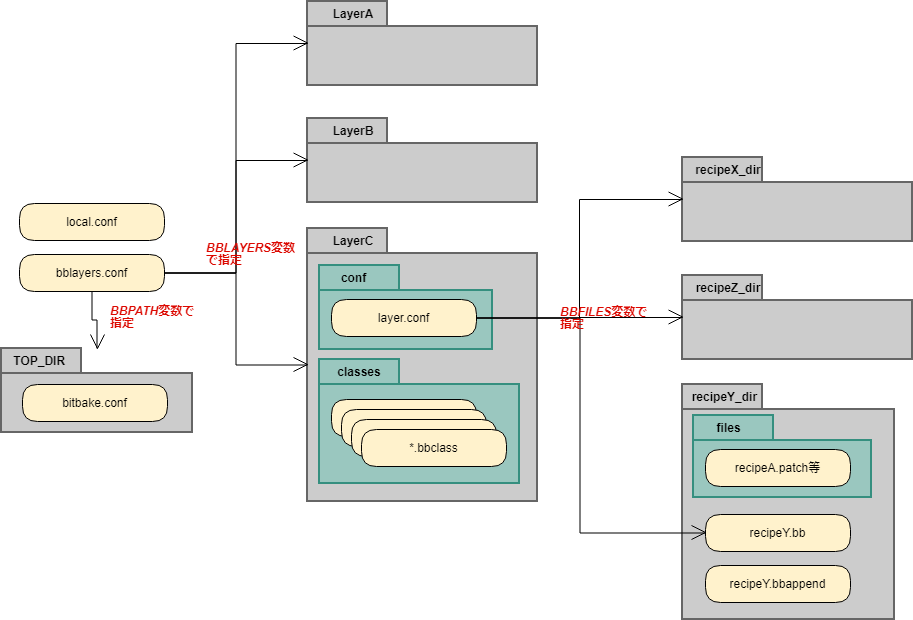 LayerA
LayerB
local.conf
bblayers.conf
BBLAYERS変数
で指定
BBPATH変数で
指定
TOP_DIR
bitbake.conf
LayerC
conf
layer.conf
classes
*.bbclass
BBFILES変数で
指定
recipeX_dir
recipeZ_dir
recipeY_dir
files
recipeA.patch等
recipeY.bb
recipeY.bbappend